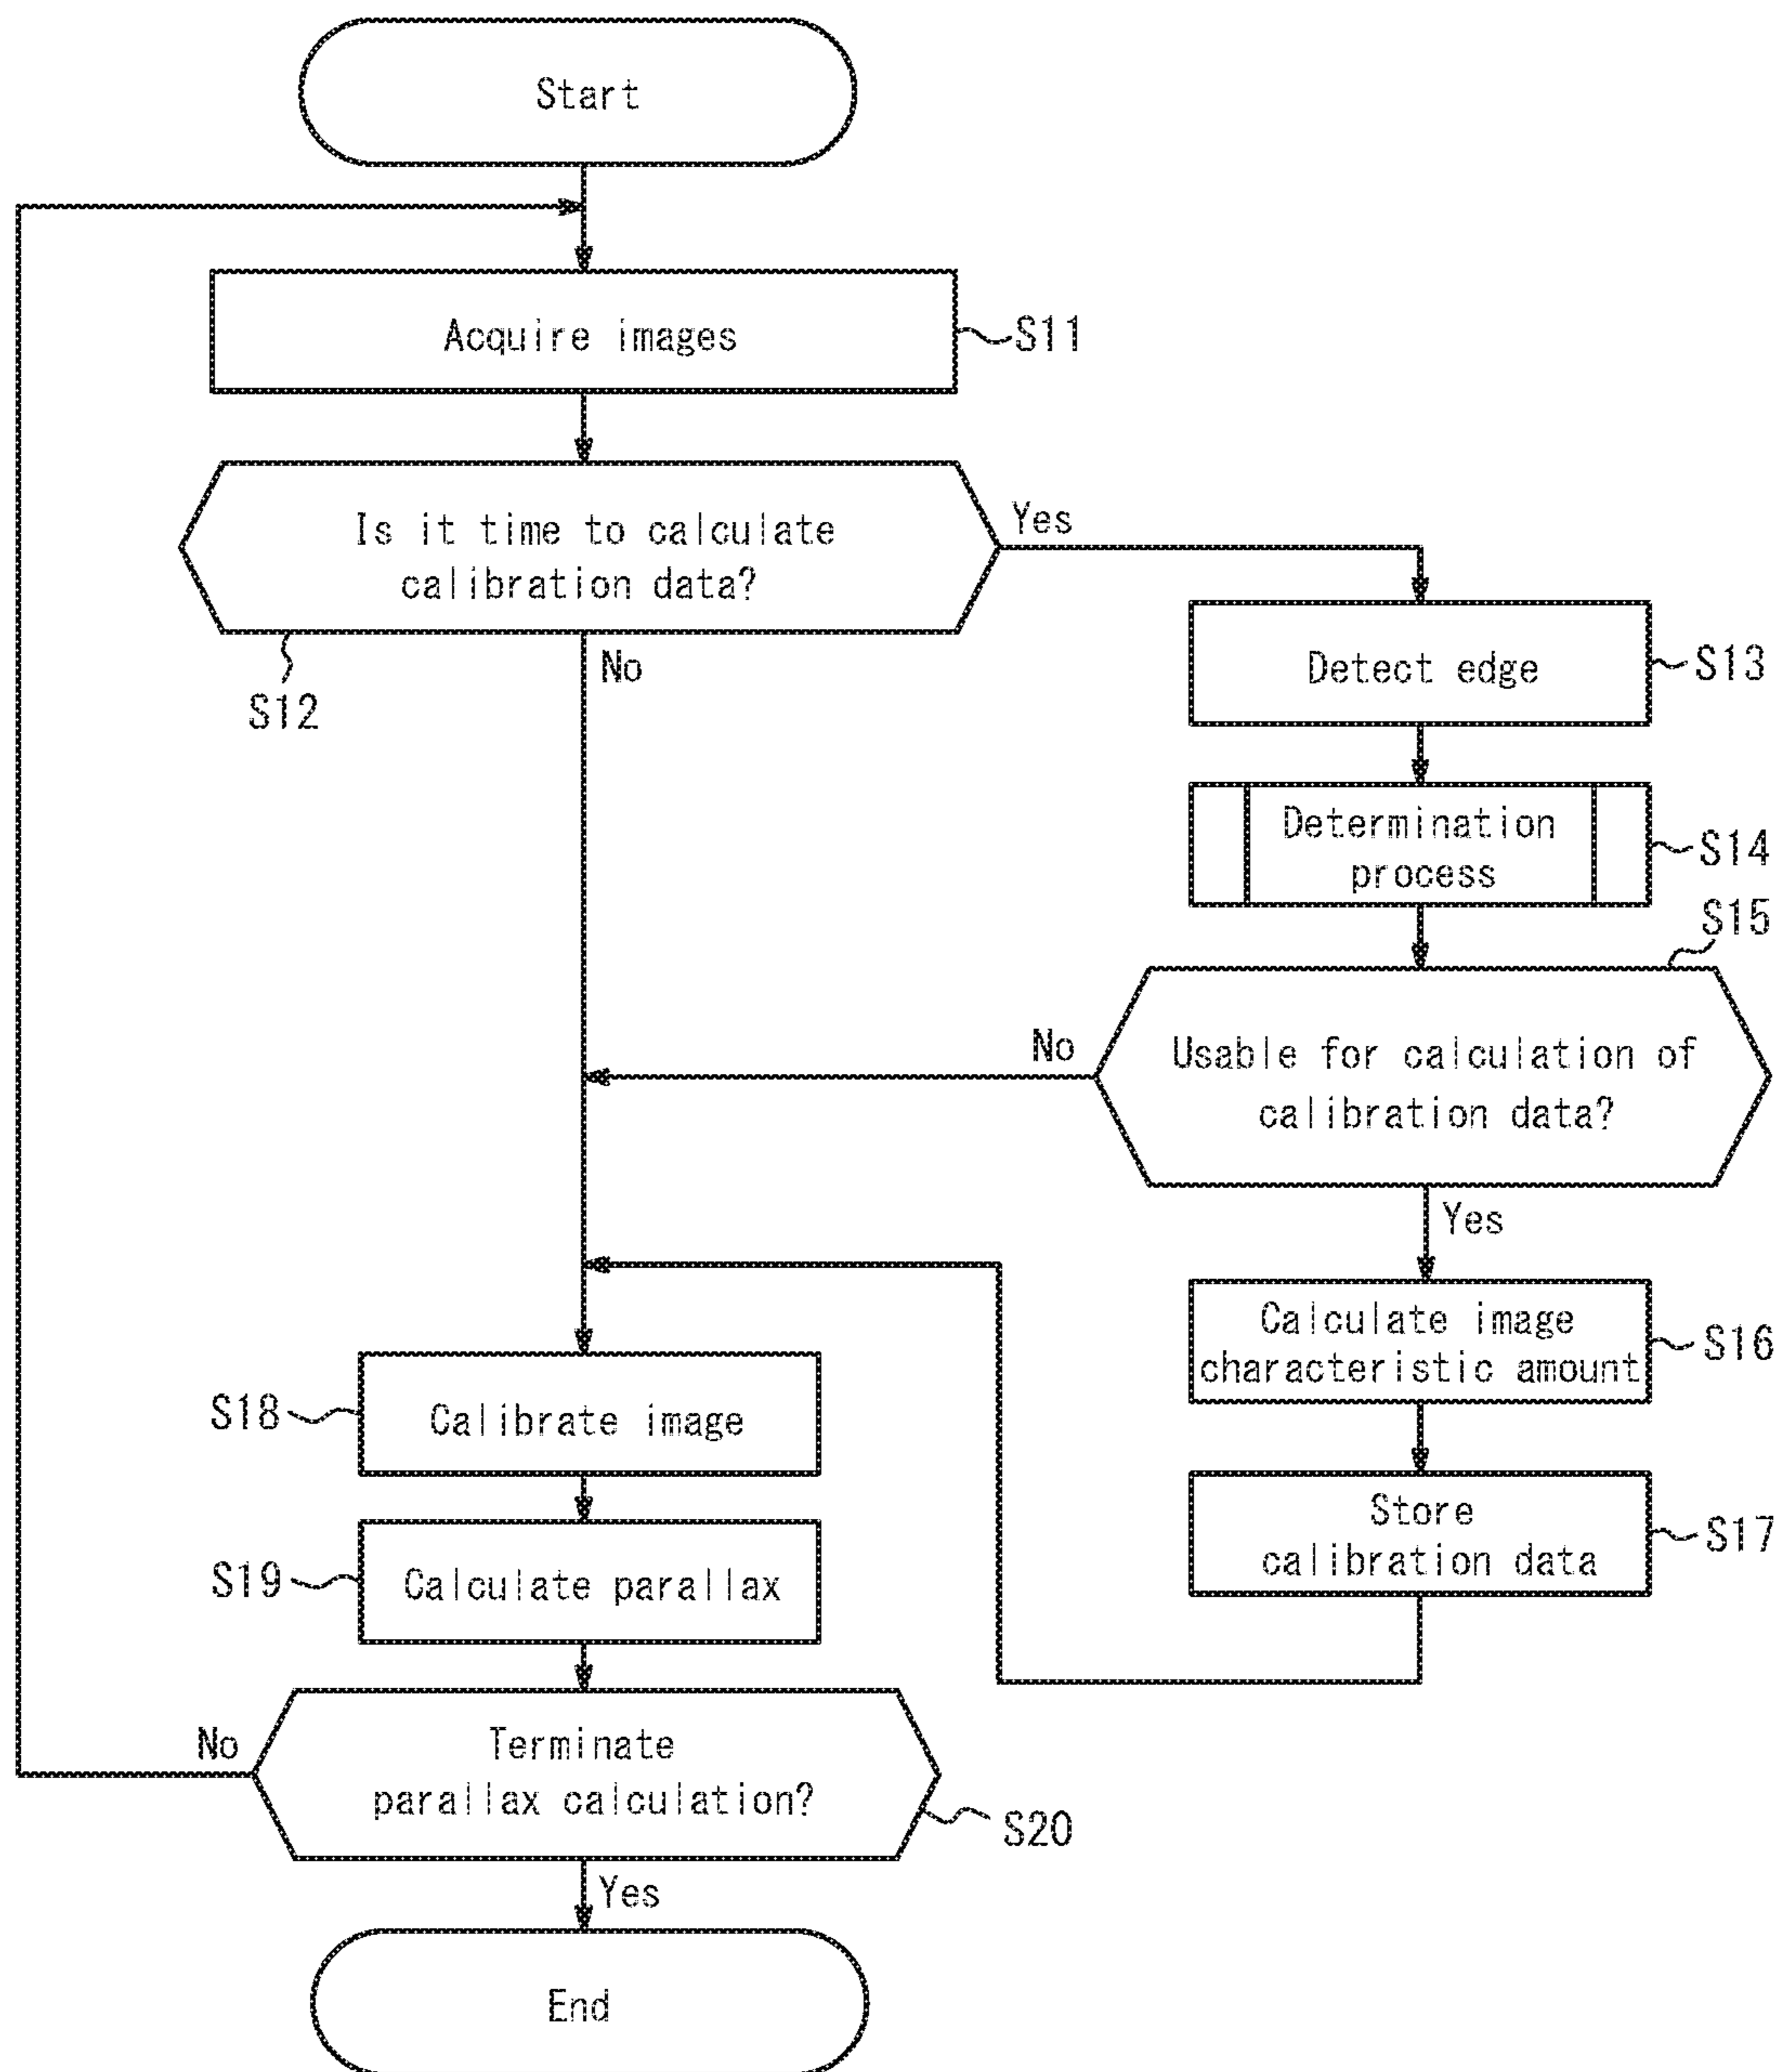 Start
Acquire images
S11
Is it time to calculate
calibration data?
Yes
No
S12
Detect edge
S13
Determination
process
S14
S15
Usable for calculation of
calibration data?
No
Yes
Calculate image
characteristic amount
S16
Store
calibration data
S17
S18
Calibrate image
S19
Calculate parallax
Terminate
parallax calculation?
No
S20
Yes
End